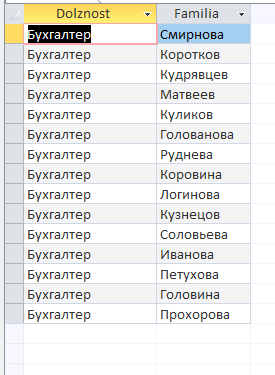 Dolznost Familia
Бухгалтер Смирнова
Бухгалтер Коротков
Бухгалтер Кудрявцев
Бухгалтер Матвеев
Бухгалтер Куликов
Бухгалтер Голованова
Бухгалтер Руднева
Бухгалтер Коровина
Бухгалтер Логинова
Бухгалтер Кузнецов
Бухгалтер Соловьева
Бухгалтер Иванова
Бухгалтер Петухова
Бухгалтер Головина
Бухгалтер Прохорова